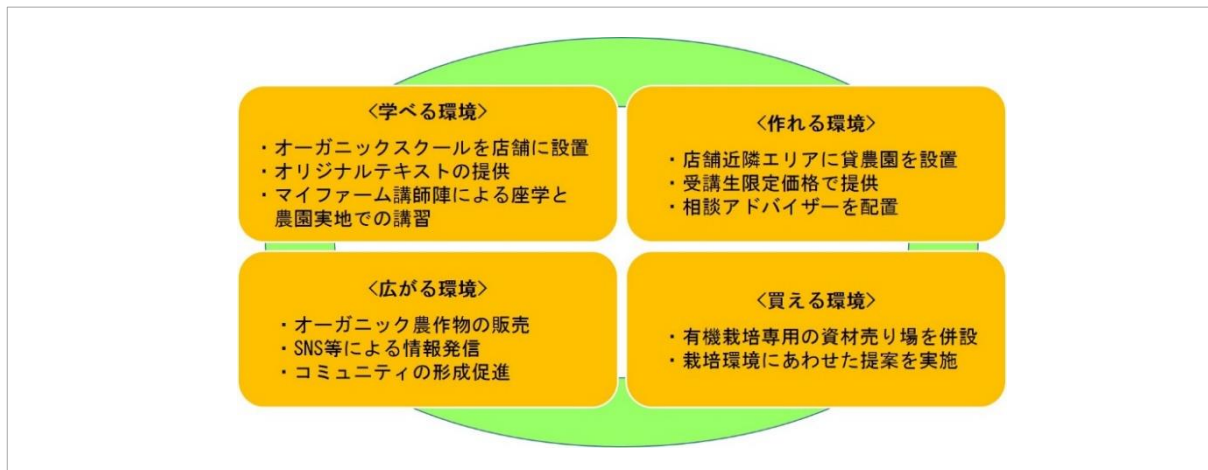 <学べる環境>
・オーガニックスクールを店舗に設置
・オリジナルテキストの提供
・マイファーム講師陣による座学と
農園実地での講習
<作れる環境>
・店舗近隣エリアに貸農園を設置
・受講生限定価格で提供
・相談アドバイザーを配置
<広がる環境>
・オーガニック農作物の販売
・SNS等による情報発信
・コミュニティの形成促進
<買える環境>
・有機栽培専用の資材売り場を併設
・栽培環境にあわせた提案を実施